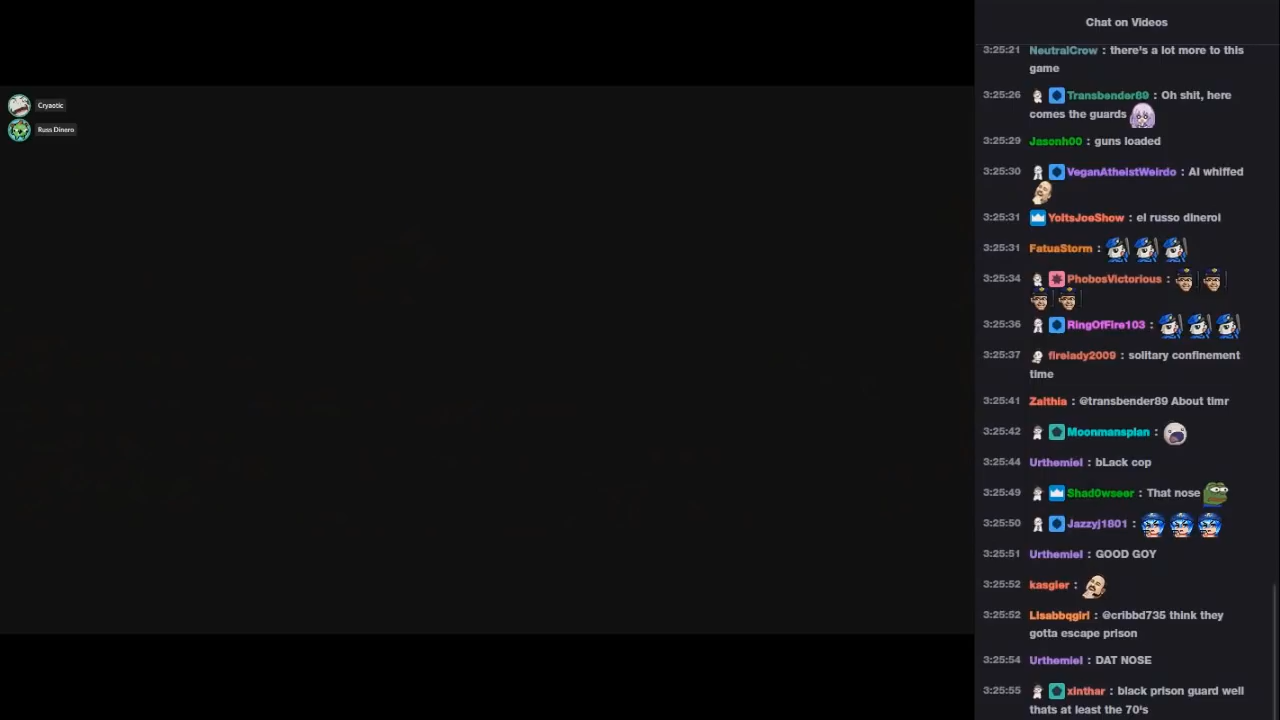 Cryaotic
Russ Dinero
Chat on Videos
3:25:21 NeutralCrow : there's a lot more to this
game
3:25:26 Transbender89 : Oh shit, here
comes the guards
3:25:29 Jasonh00 : guns loaded
3:25:30 VeganAtheistWeirdo : AI whiffed
3:25:31 YoItsJoeShow : el russo dinero!
3:25:31 FatuaStorm :
3:25:34 PhobosVictorious :
3:25:36 RingOfFire103 :
3:25:37 firelady2009 : solitary confinement
time
3:25:41 Zalthia : @transbender89 About timr
3:25:42 Moonmansplan :
3:25:44 Urthemiel : bLack cop
3:25:49 Shad0wseer : That nose
3:25:50 Jazzyj1801 :
3:25:51 Urthemiel : GOOD GOY
3:25:52 kasgier :
3:25:52 Lisabbqgirl : @cribbd735 think they
gotta escape prison
3:25:54 Urthemiel : DAT NOSE
3:25:55 xinthar : black prison guard well
thats at least the 70's